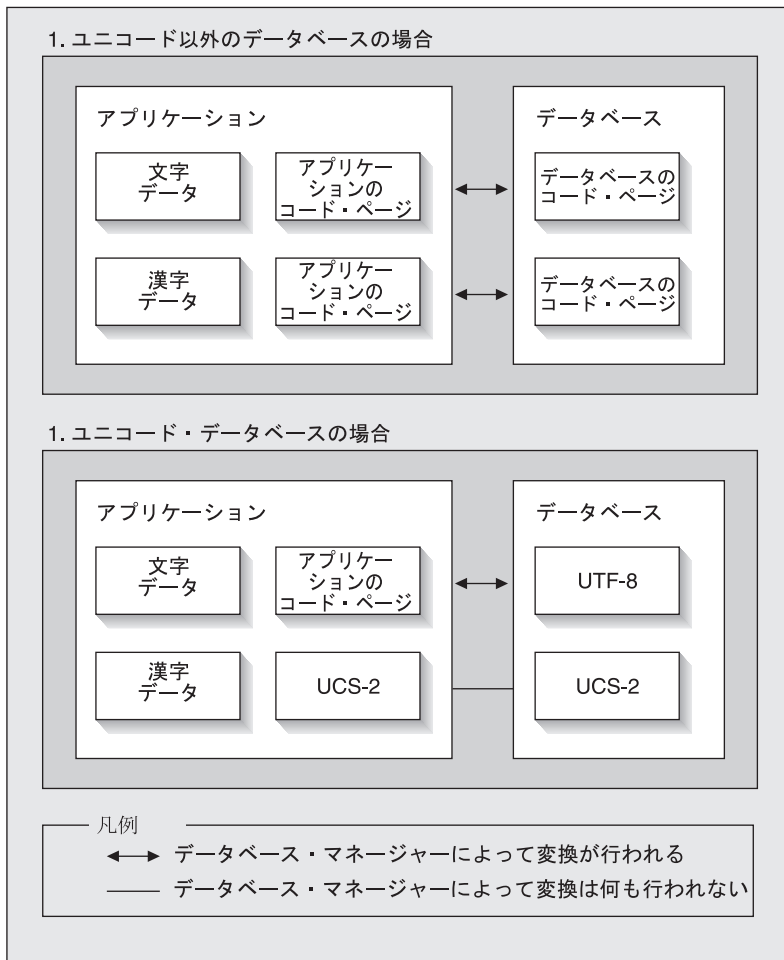 1. ユニコード以外のデータベースの場合
アプリケーション
データベース
文字
データ
アプリケー
ションの
コード・ページ
データベースの
コード・ページ
漢字
データ
アプリケー
ションの
コード・ページ
データベースの
コード・ページ
1. ユニコード・データベースの場合
アプリケーション
データベース
文字
データ
アプリケー
ションの
コード・ページ
UTF-8
漢字
データ
UCS-2
UCS-2
凡例
データベース・マネージャーによって変換が行われる
データベース・マネージャーによって変換は何も行われない